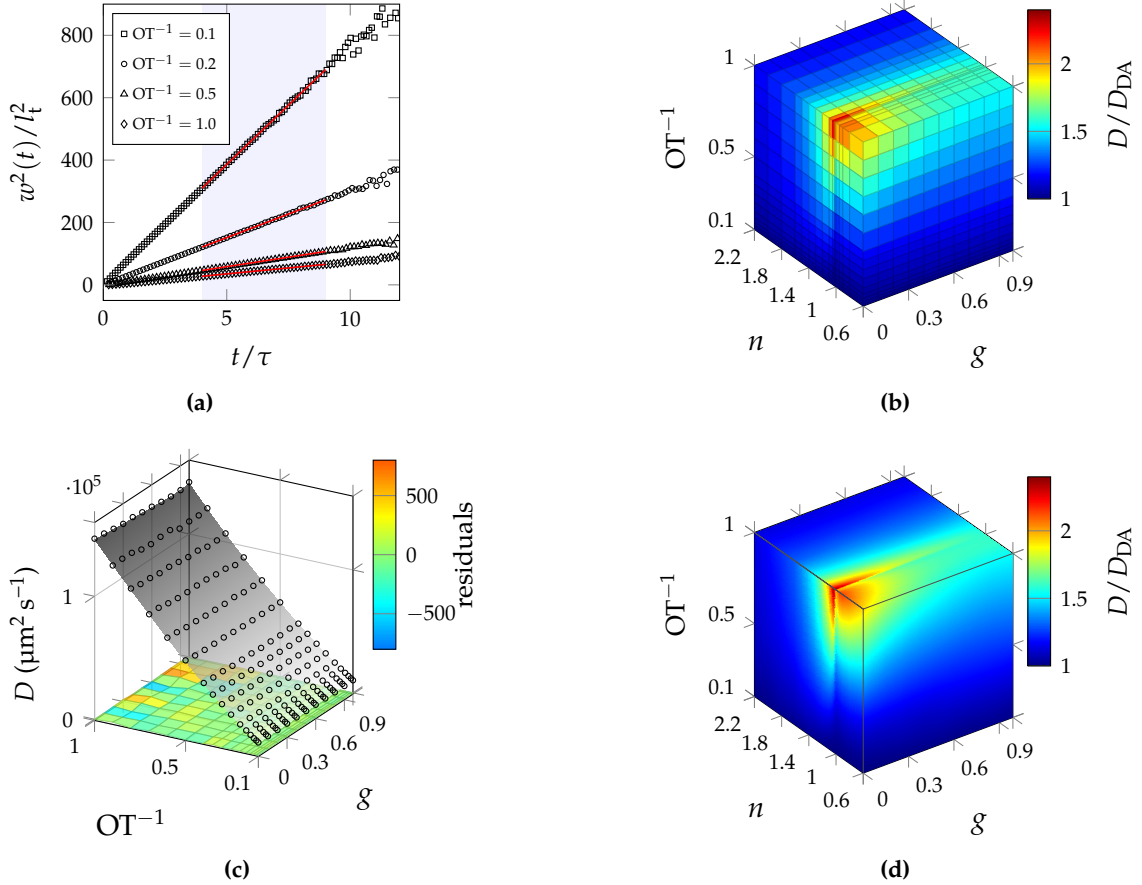 800
600
400
200
0
OT⁻¹ = 0.1
OT⁻¹ = 0.2
OT⁻¹ = 0.5
OT⁻¹ = 1.0
w²(t)/l²ₜ
0 5 10
t/τ
(a)
1
0.5
0.1
OT⁻¹
2.2
1.8
1.4
1
0.6
n
0
0.3
0.6
0.9
g
2
1.5
1
D/D_DA
(b)
·10⁵
1
0
D (µm² s⁻¹)
1
0.5
0.1
OT⁻¹
0
0.3
0.6
0.9
g
500
0
−500
residuals
(c)
1
0.5
0.1
OT⁻¹
2.2
1.8
1.4
1
0.6
n
0
0.3
0.6
0.9
g
2
1.5
1
D/D_DA
(d)